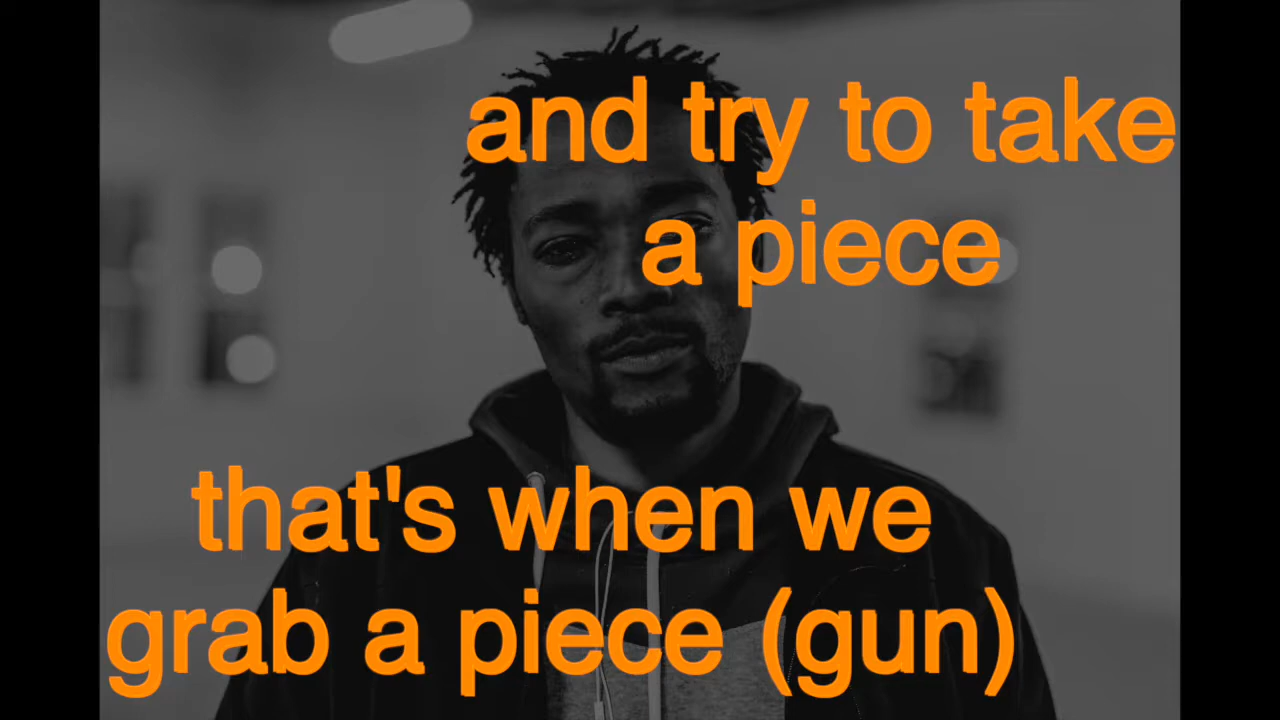 and try to take
a piece
that's when we
grab a piece (gun)